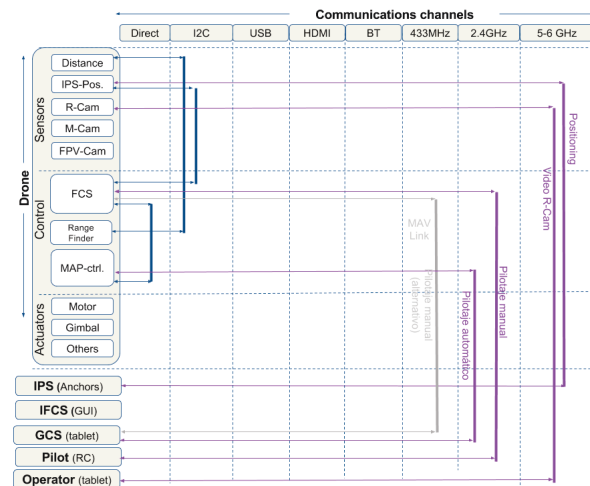 Communications channels
Direct I2C USB HDMI BT 433MHz 2.4GHz 5-6 GHz
Drone
Sensors
Distance
IPS-Pos.
R-Cam
M-Cam
FPV-Cam
Control
FCS
Range
Finder
MAP-ctrl.
Actuators
Motor
Gimbal
Others
MAV
Link
Pilotaje manual
(alternativo)
Pilotaje automático
Pilotaje manual
Video R-Cam
Positioning
IPS (Anchors)
IFCS (GUI)
GCS (tablet)
Pilot (RC)
Operator (tablet)